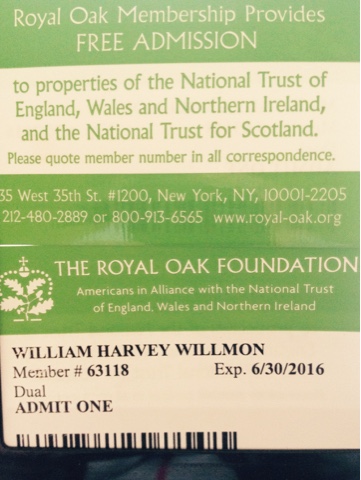 Royal Oak Membership Provides
FREE ADMISSION
to properties of the National Trust of
England, Wales and Northern Ireland,
and the National Trust for Scotland.
Please quote member number in all correspondence.
35 West 35th St. #1200, New York, NY, 10001-2205
212-480-2889 or 800-913-6565 www.royal-oak.org
THE ROYAL OAK FOUNDATION
Americans in Alliance with the National Trust
of England, Wales and Northern Ireland
WILLIAM HARVEY WILLMON
Member # 63118 Exp. 6/30/2016
Dual
ADMIT ONE